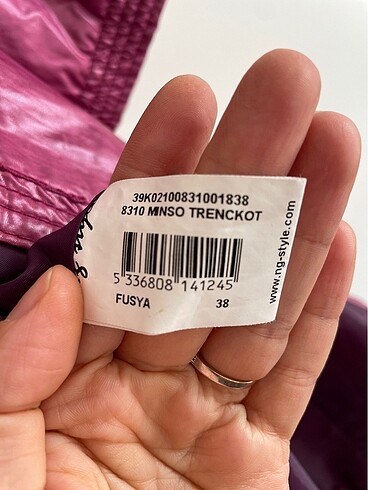 39K02100831001838
8310 MINSO TRENCKOT
5 336808 141245
FUSYA 38
www.ng-style.com